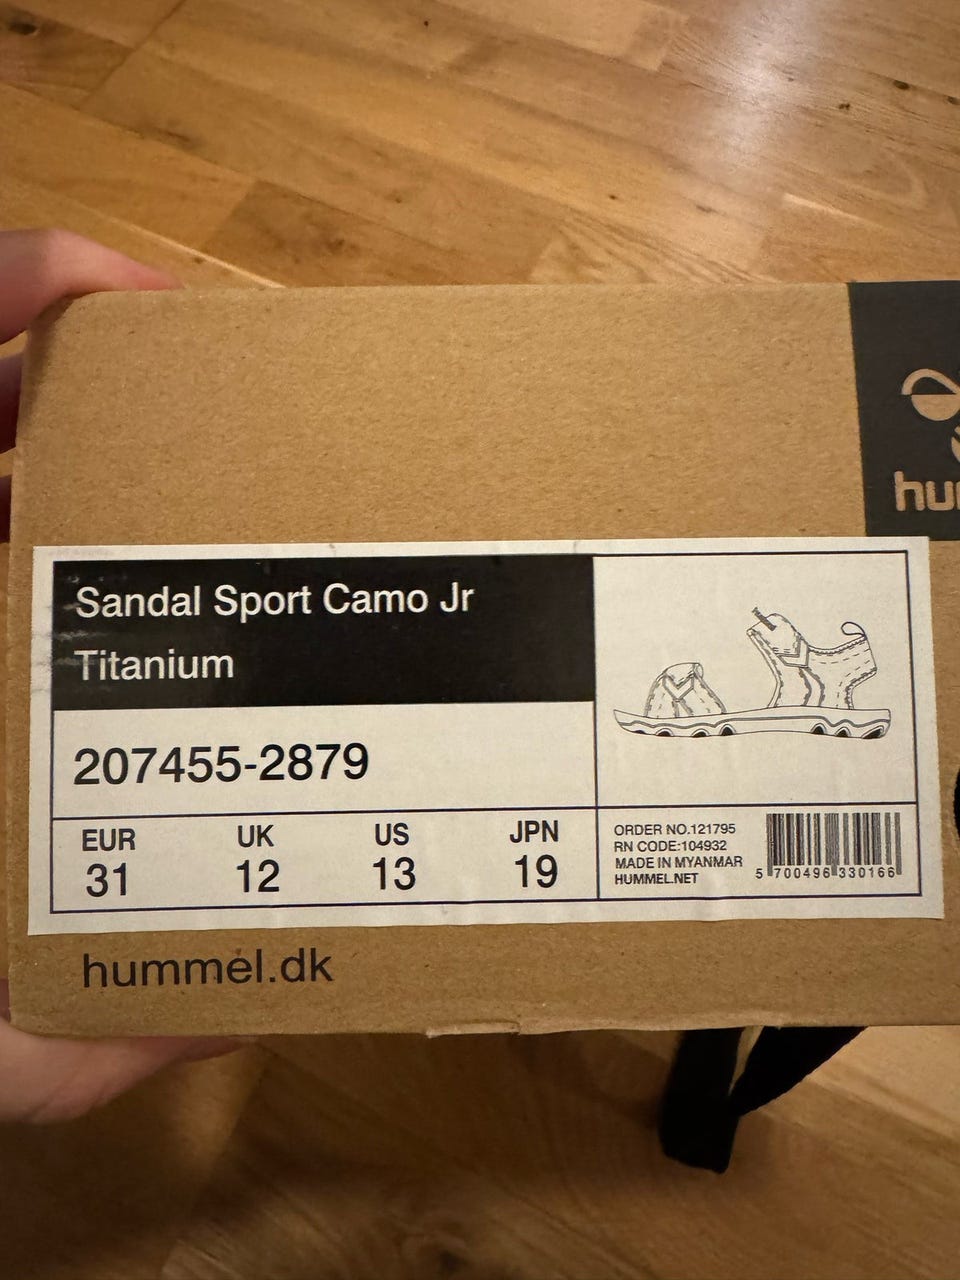 hu
Sandal Sport Camo Jr
Titanium
207455-2879
EUR UK US JPN
31 12 13 19
ORDER NO.121795
RN CODE:104932
MADE IN MYANMAR
HUMMEL.NET
5 700496 330166
hummel.dk